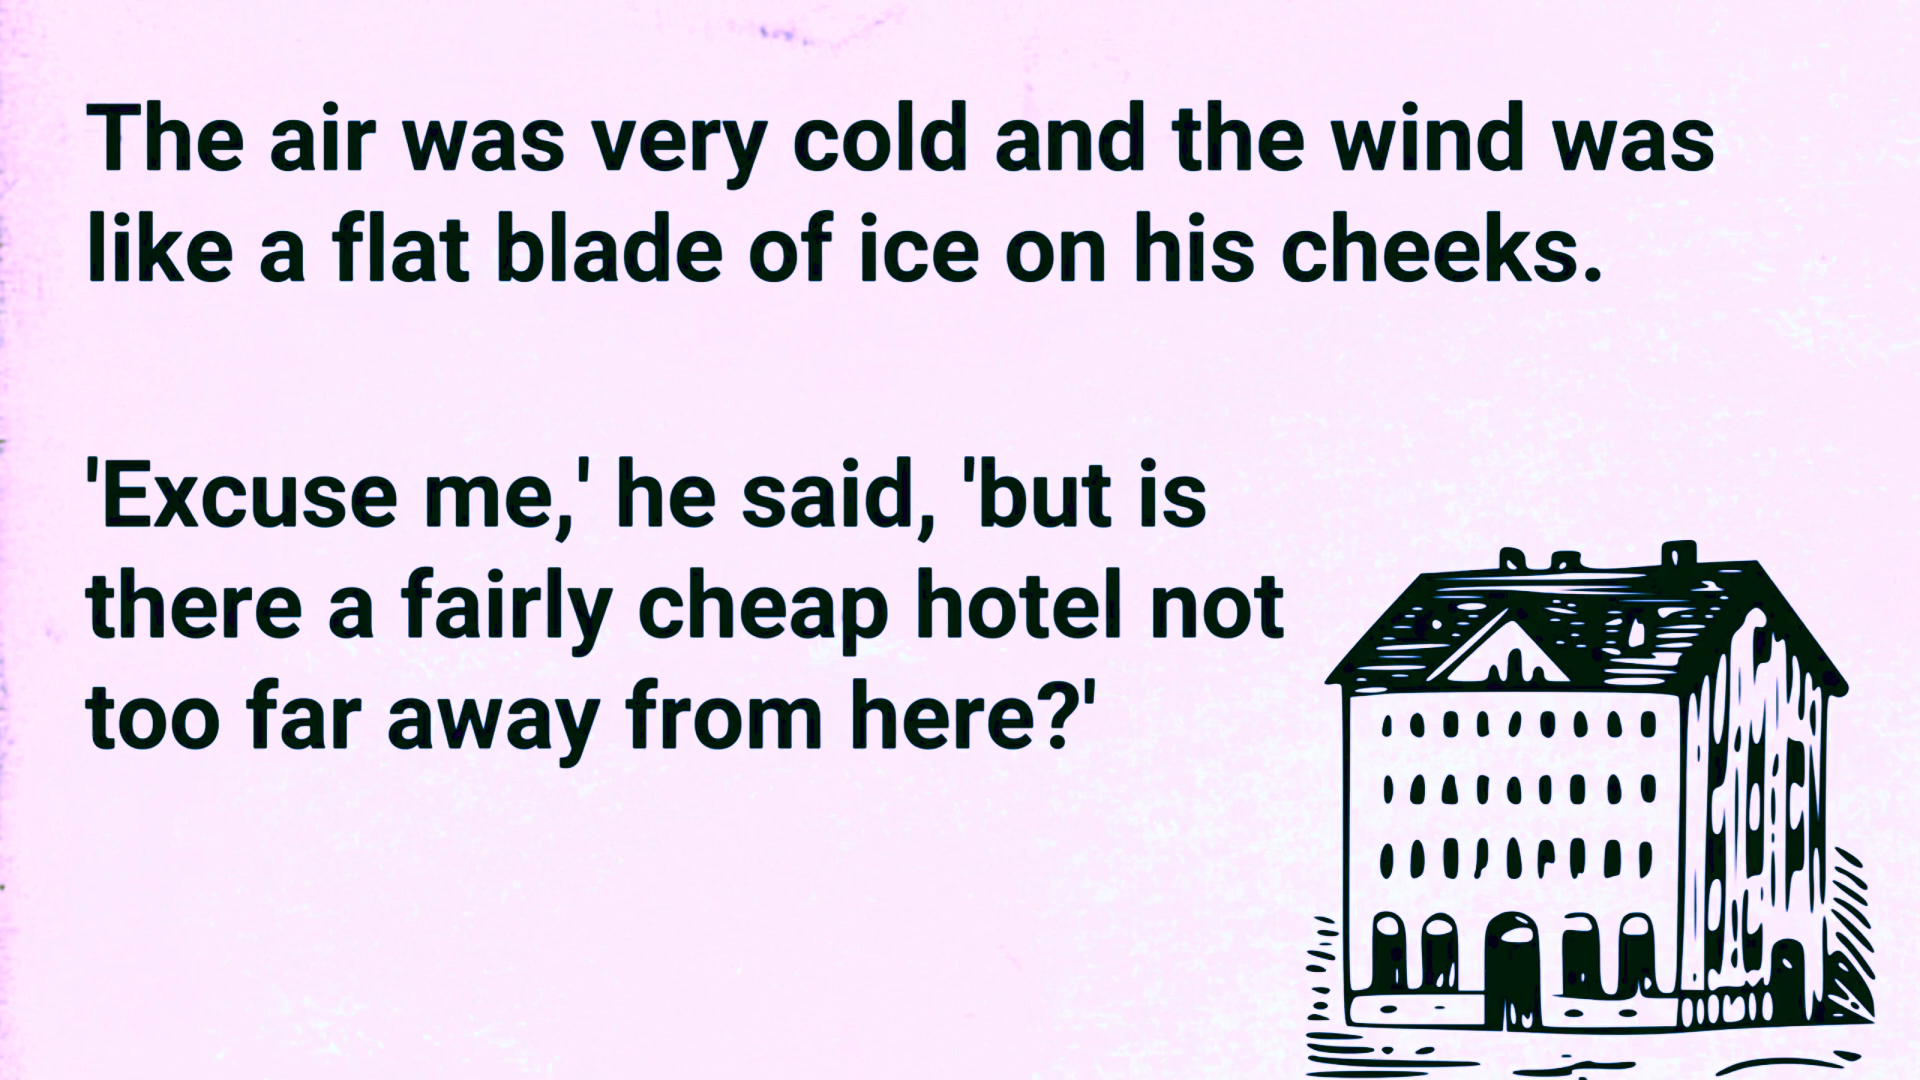 The air was very cold and the wind was
like a flat blade of ice on his cheeks.
'Excuse me,' he said, 'but is
there a fairly cheap hotel not
too far away from here?'